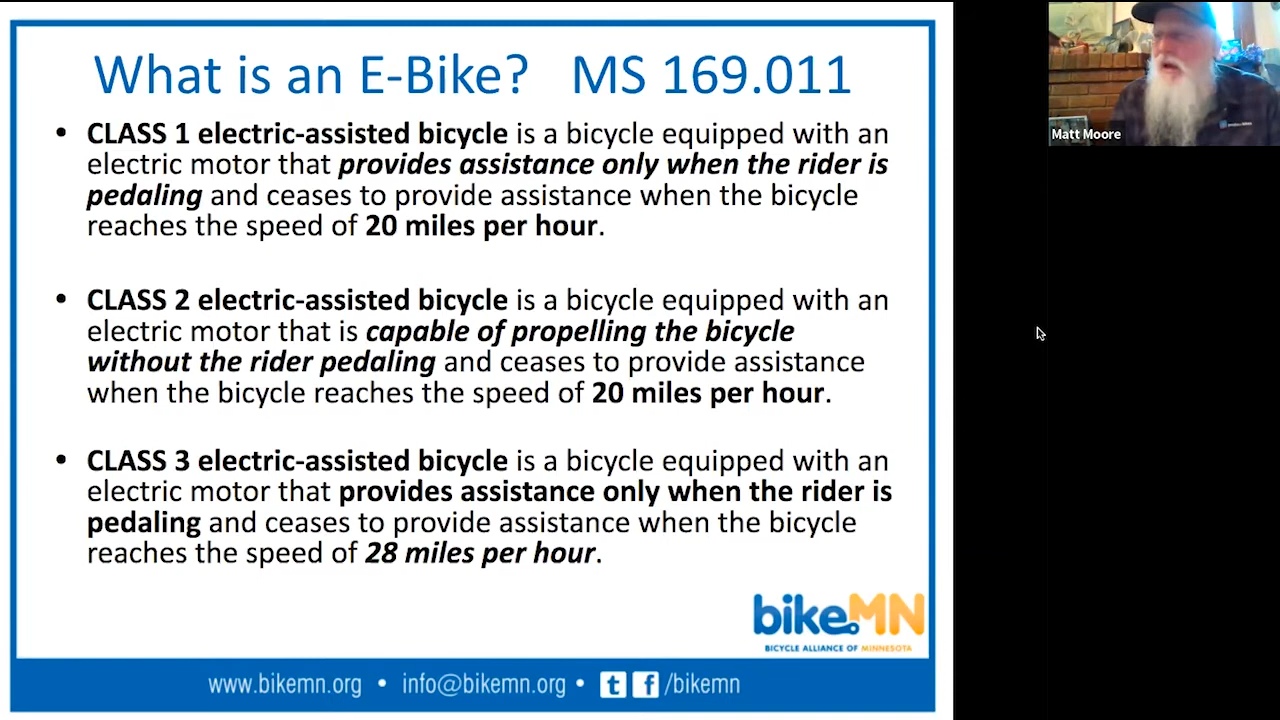 What is an E-Bike? MS 169.011
• CLASS 1 electric-assisted bicycle is a bicycle equipped with an
electric motor that provides assistance only when the rider is
pedaling and ceases to provide assistance when the bicycle
reaches the speed of 20 miles per hour.
• CLASS 2 electric-assisted bicycle is a bicycle equipped with an
electric motor that is capable of propelling the bicycle
without the rider pedaling and ceases to provide assistance
when the bicycle reaches the speed of 20 miles per hour.
• CLASS 3 electric-assisted bicycle is a bicycle equipped with an
electric motor that provides assistance only when the rider is
pedaling and ceases to provide assistance when the bicycle
reaches the speed of 28 miles per hour.
bikeMN
BICYCLE ALLIANCE OF MINNESOTA
www.bikemn.org • info@bikemn.org • t f /bikemn
Matt Moore